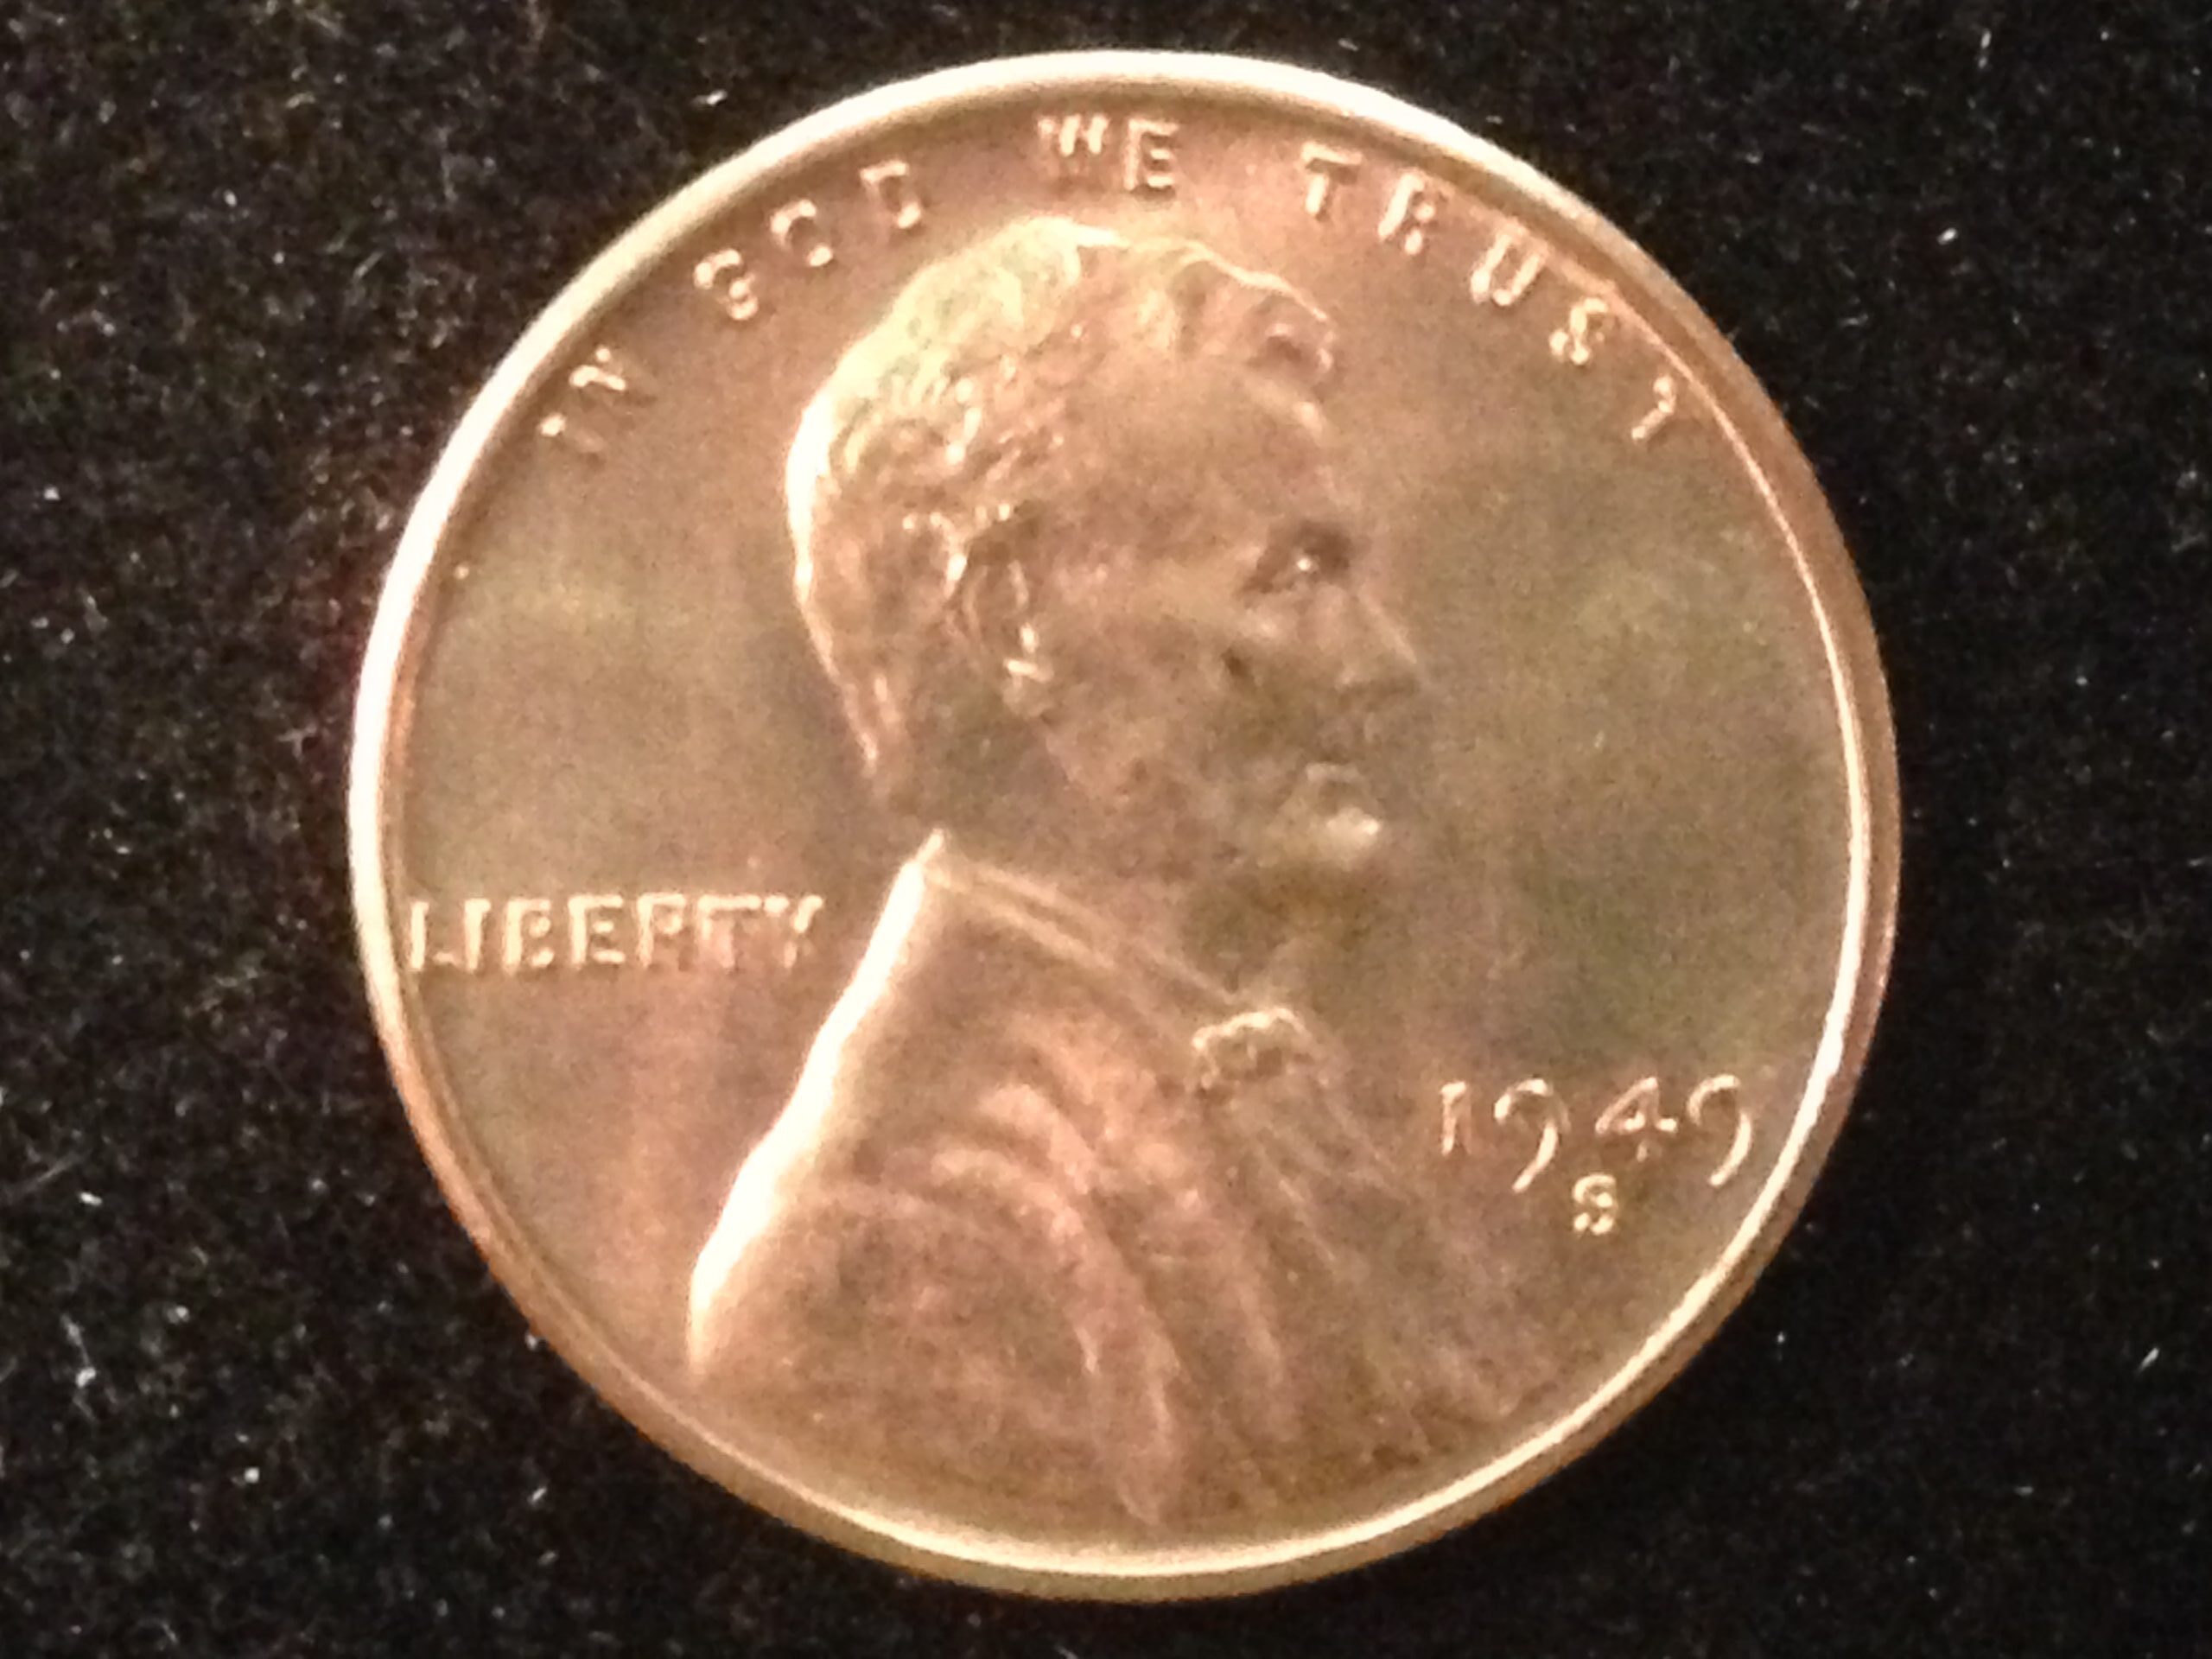 IN GOD WE TRUST
LIBERTY
1949
S